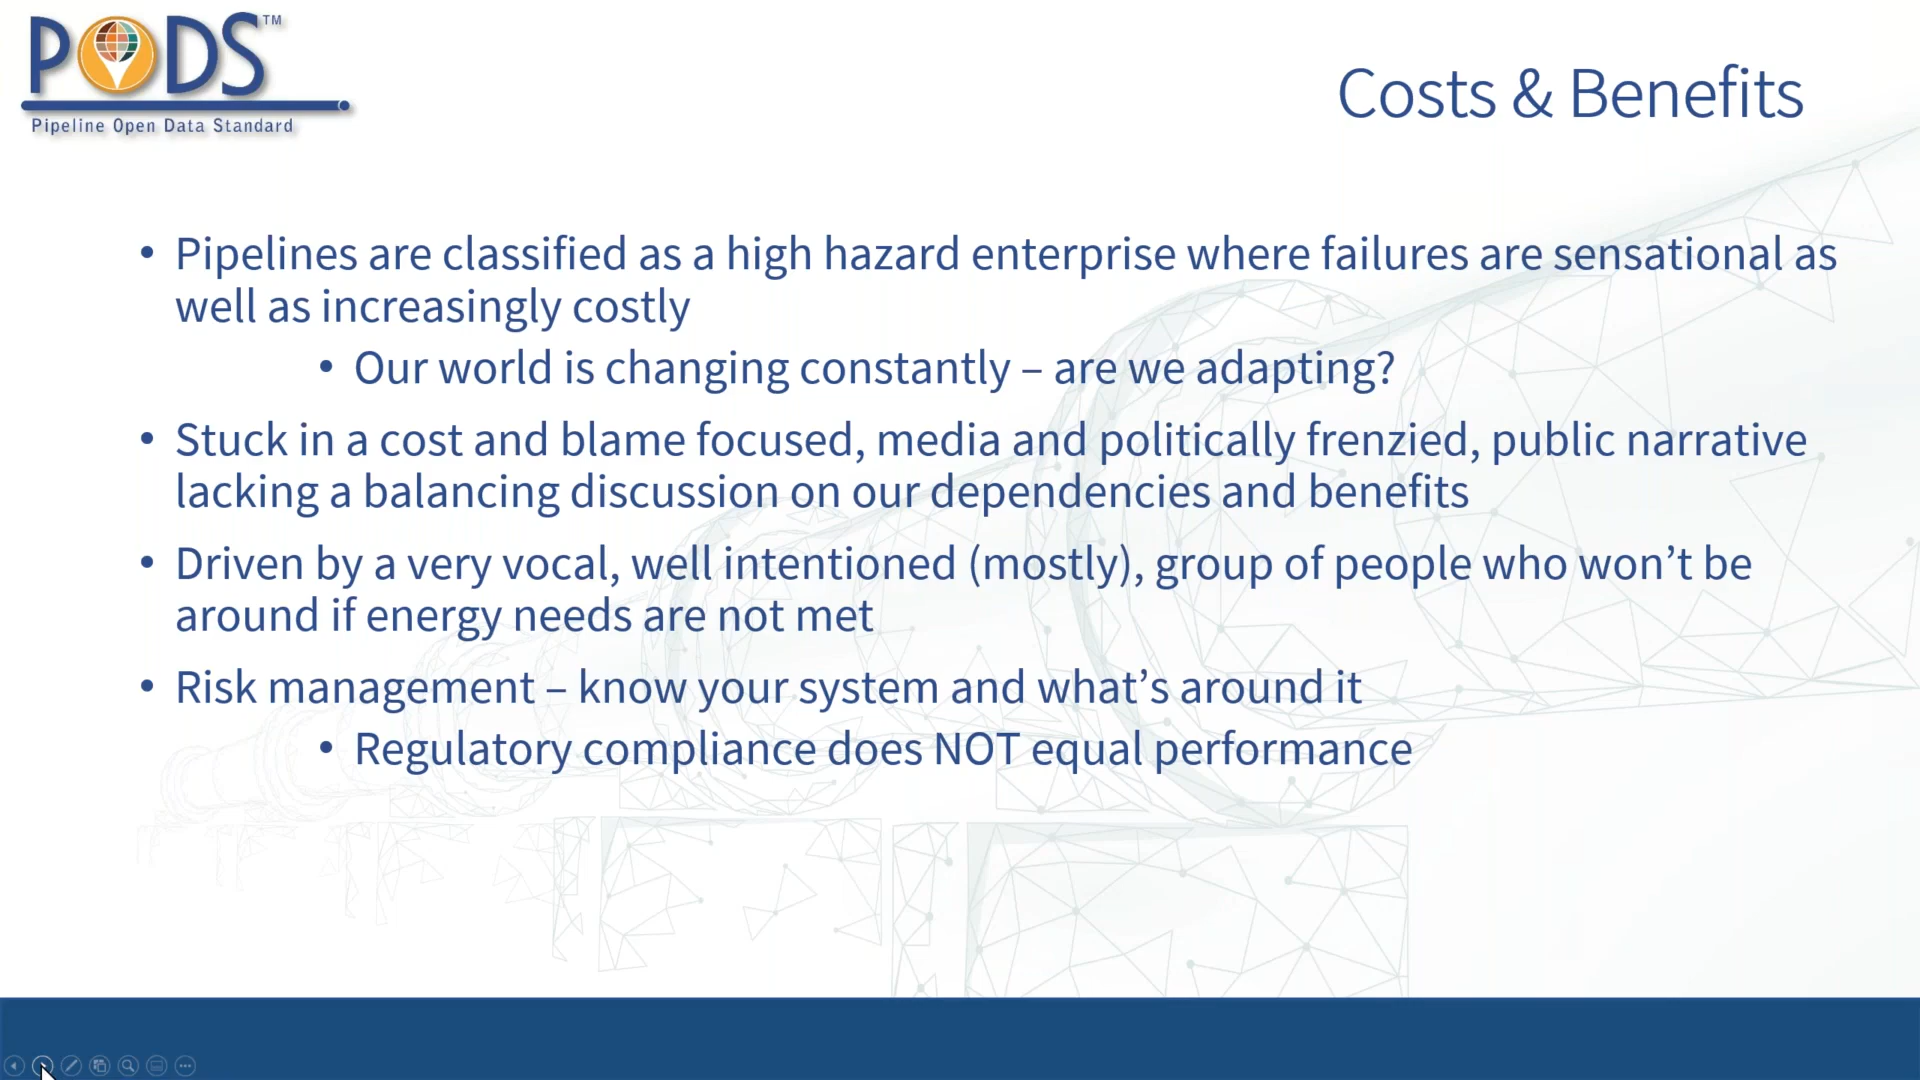 PODS™
Pipeline Open Data Standard
Costs & Benefits
• Pipelines are classified as a high hazard enterprise where failures are sensational as
well as increasingly costly
• Our world is changing constantly – are we adapting?
• Stuck in a cost and blame focused, media and politically frenzied, public narrative
lacking a balancing discussion on our dependencies and benefits
• Driven by a very vocal, well intentioned (mostly), group of people who won’t be
around if energy needs are not met
• Risk management – know your system and what’s around it
• Regulatory compliance does NOT equal performance